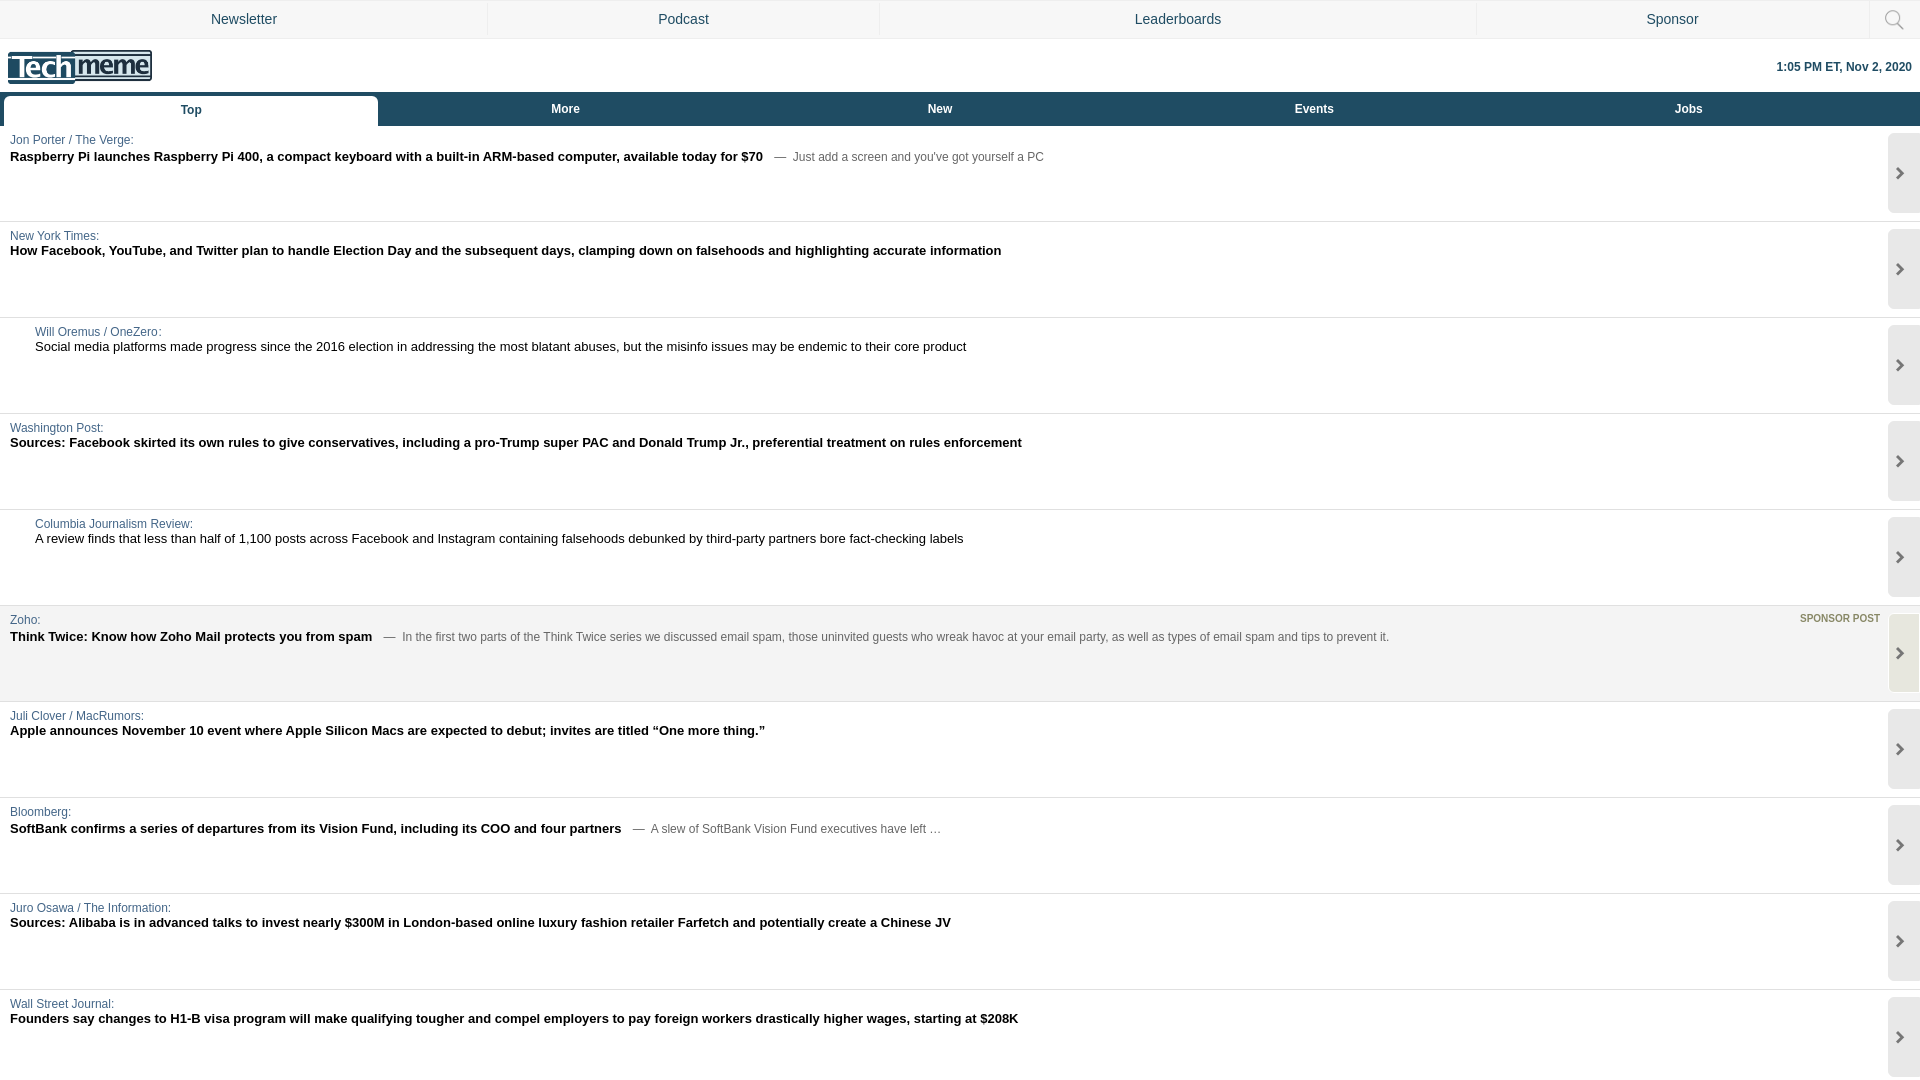 Newsletter
Podcast
Leaderboards
Sponsor
Techmeme
1:05 PM ET, Nov 2, 2020
Top
More
New
Events
Jobs
Jon Porter / The Verge:
Raspberry Pi launches Raspberry Pi 400, a compact keyboard with a built-in ARM-based computer, available today for $70 — Just add a screen and you've got yourself a PC
New York Times:
How Facebook, YouTube, and Twitter plan to handle Election Day and the subsequent days, clamping down on falsehoods and highlighting accurate information
Will Oremus / OneZero:
Social media platforms made progress since the 2016 election in addressing the most blatant abuses, but the misinfo issues may be endemic to their core product
Washington Post:
Sources: Facebook skirted its own rules to give conservatives, including a pro-Trump super PAC and Donald Trump Jr., preferential treatment on rules enforcement
Columbia Journalism Review:
A review finds that less than half of 1,100 posts across Facebook and Instagram containing falsehoods debunked by third-party partners bore fact-checking labels
Zoho:
SPONSOR POST
Think Twice: Know how Zoho Mail protects you from spam — In the first two parts of the Think Twice series we discussed email spam, those uninvited guests who wreak havoc at your email party, as well as types of email spam and tips to prevent it.
Juli Clover / MacRumors:
Apple announces November 10 event where Apple Silicon Macs are expected to debut; invites are titled “One more thing.”
Bloomberg:
SoftBank confirms a series of departures from its Vision Fund, including its COO and four partners — A slew of SoftBank Vision Fund executives have left …
Juro Osawa / The Information:
Sources: Alibaba is in advanced talks to invest nearly $300M in London-based online luxury fashion retailer Farfetch and potentially create a Chinese JV
Wall Street Journal:
Founders say changes to H1-B visa program will make qualifying tougher and compel employers to pay foreign workers drastically higher wages, starting at $208K